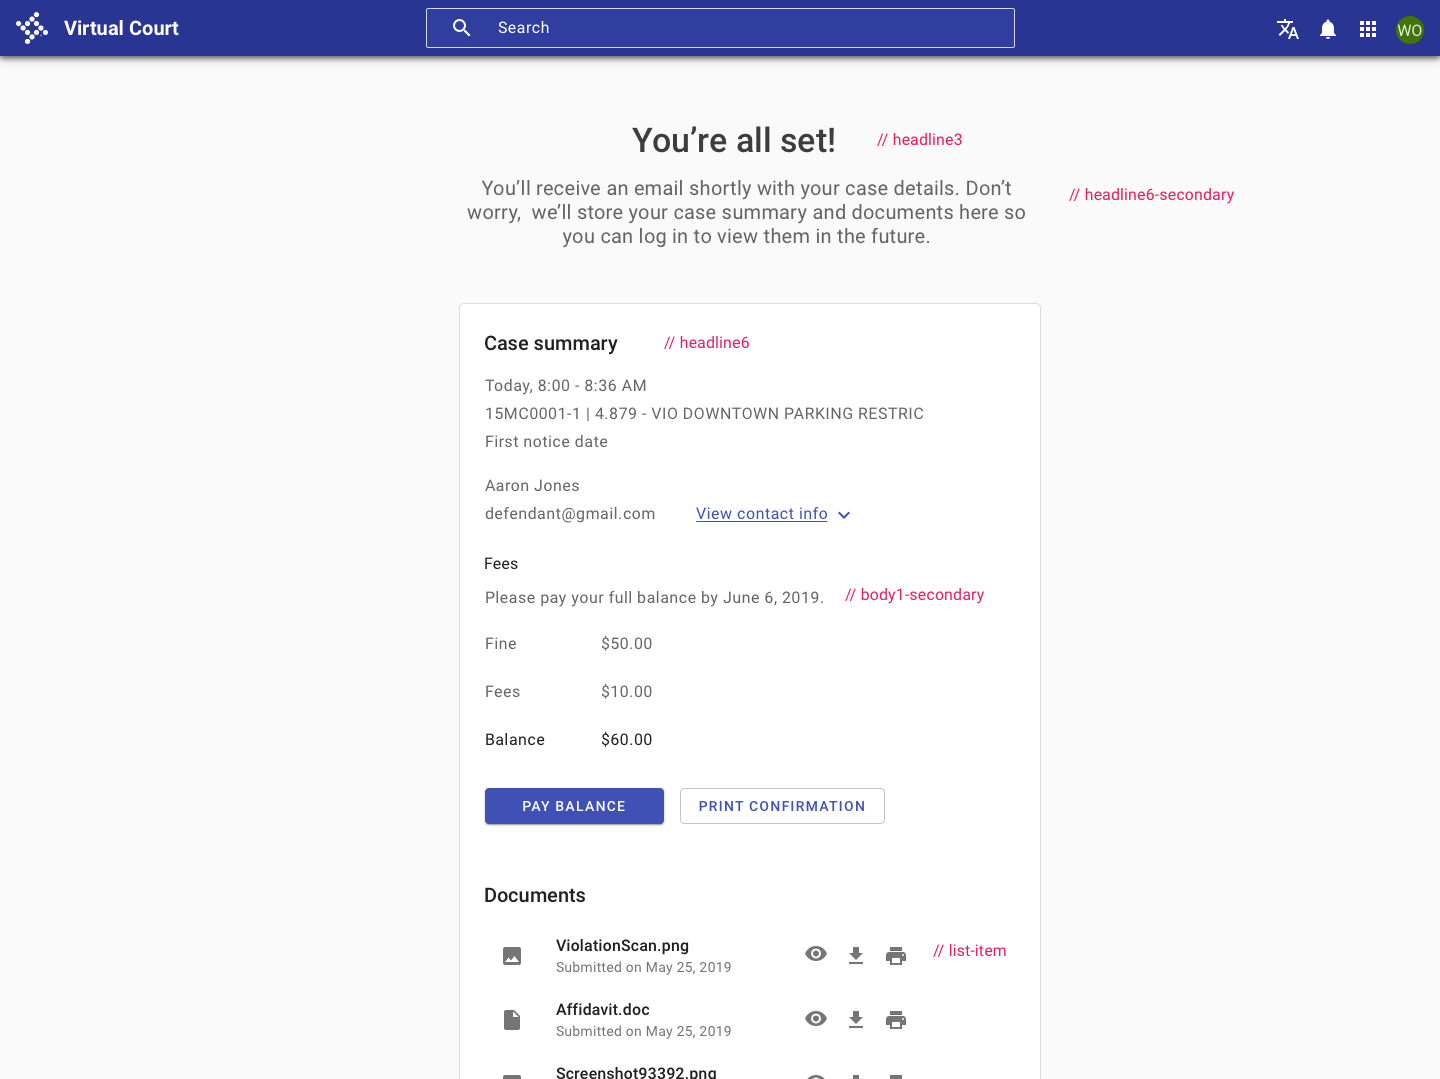 Virtual Court
Search
WO
You’re all set!
// headline3
You’ll receive an email shortly with your case details. Don’t
worry,  we’ll store your case summary and documents here so
you can log in to view them in the future.
// headline6-secondary
Case summary
// headline6
Today, 8:00 - 8:36 AM
15MC0001-1 | 4.879 - VIO DOWNTOWN PARKING RESTRIC
First notice date
Aaron Jones
defendant@gmail.com
View contact info
Fees
Please pay your full balance by June 6, 2019.
// body1-secondary
Fine $50.00
Fees $10.00
Balance $60.00
PAY BALANCE
PRINT CONFIRMATION
Documents
ViolationScan.png
Submitted on May 25, 2019
// list-item
Affidavit.doc
Submitted on May 25, 2019
Screenshot93392.png